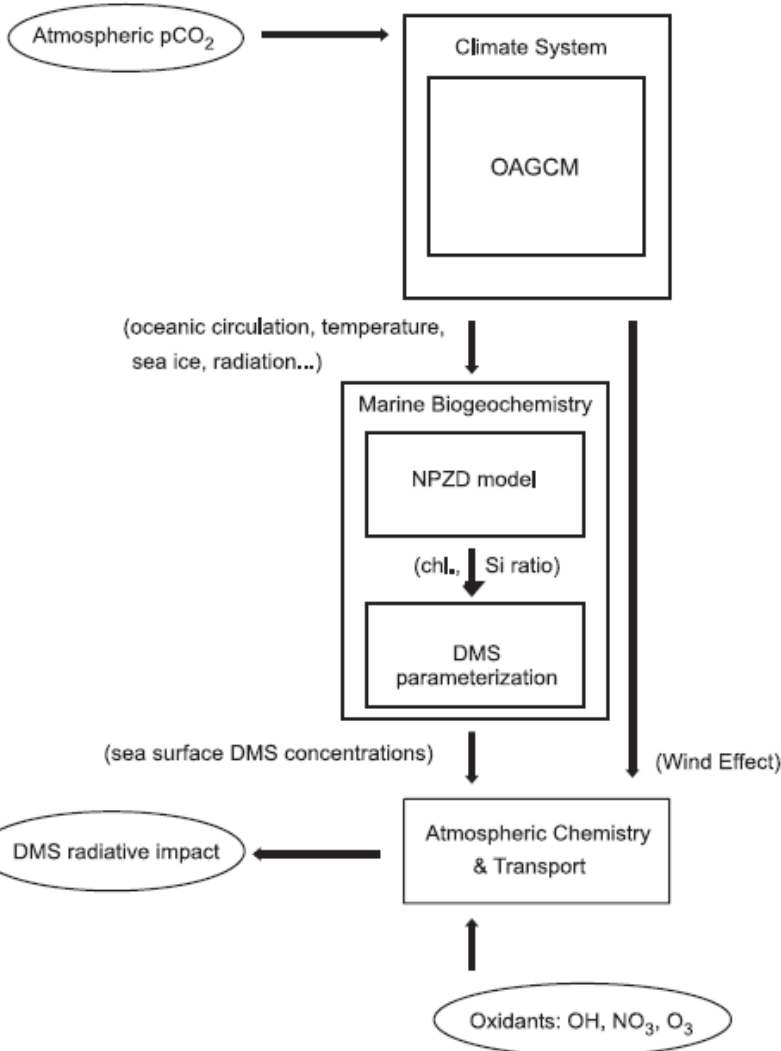 Atmospheric pCO₂
Climate System
OAGCM
(oceanic circulation, temperature,
sea ice, radiation...)
Marine Biogeochemistry
NPZD model
(chl., Si ratio)
DMS
parameterization
(sea surface DMS concentrations)
(Wind Effect)
Atmospheric Chemistry
& Transport
DMS radiative impact
Oxidants: OH, NO₃, O₃